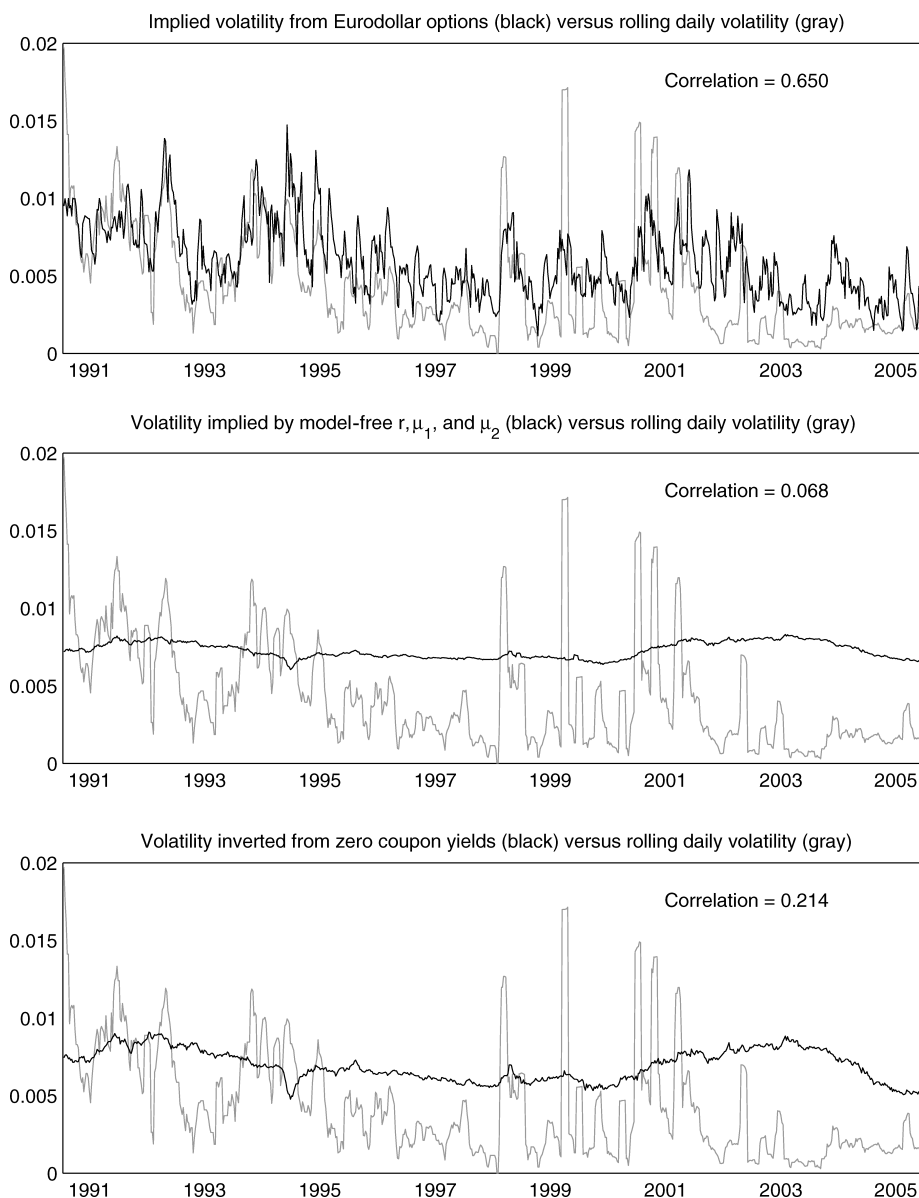 Implied volatility from Eurodollar options (black) versus rolling daily volatility (gray)
0.02
Correlation = 0.650
0.015
0.01
0.005
0
1991 1993 1995 1997 1999 2001 2003 2005
Volatility implied by model-free r, μ1, and μ2 (black) versus rolling daily volatility (gray)
0.02
Correlation = 0.068
0.015
0.01
0.005
0
1991 1993 1995 1997 1999 2001 2003 2005
Volatility inverted from zero coupon yields (black) versus rolling daily volatility (gray)
0.02
Correlation = 0.214
0.015
0.01
0.005
0
1991 1993 1995 1997 1999 2001 2003 2005